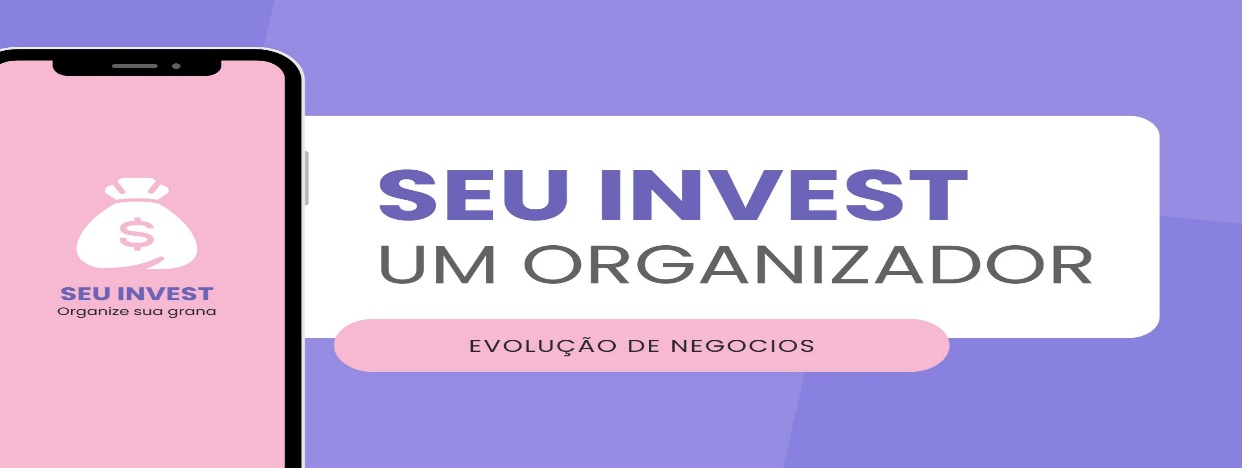 SEU INVEST
Organize sua grana
SEU INVEST
UM ORGANIZADOR
EVOLUÇÃO DE NEGOCIOS